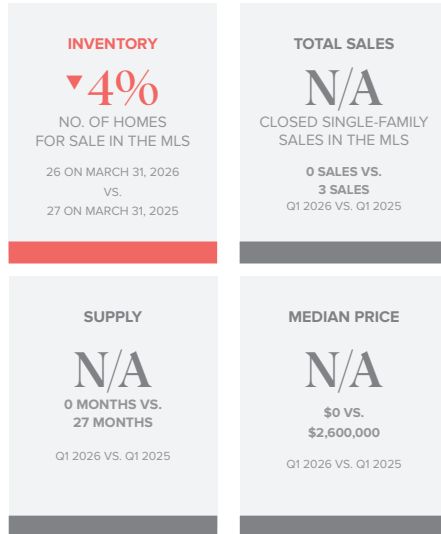 INVENTORY
▼4%
NO. OF HOMES
FOR SALE IN THE MLS
26 ON MARCH 31, 2026
VS.
27 ON MARCH 31, 2025
TOTAL SALES
N/A
CLOSED SINGLE-FAMILY
SALES IN THE MLS
0 SALES VS.
3 SALES
Q1 2026 VS. Q1 2025
SUPPLY
N/A
0 MONTHS VS.
27 MONTHS
Q1 2026 VS. Q1 2025
MEDIAN PRICE
N/A
$0 VS.
$2,600,000
Q1 2026 VS. Q1 2025